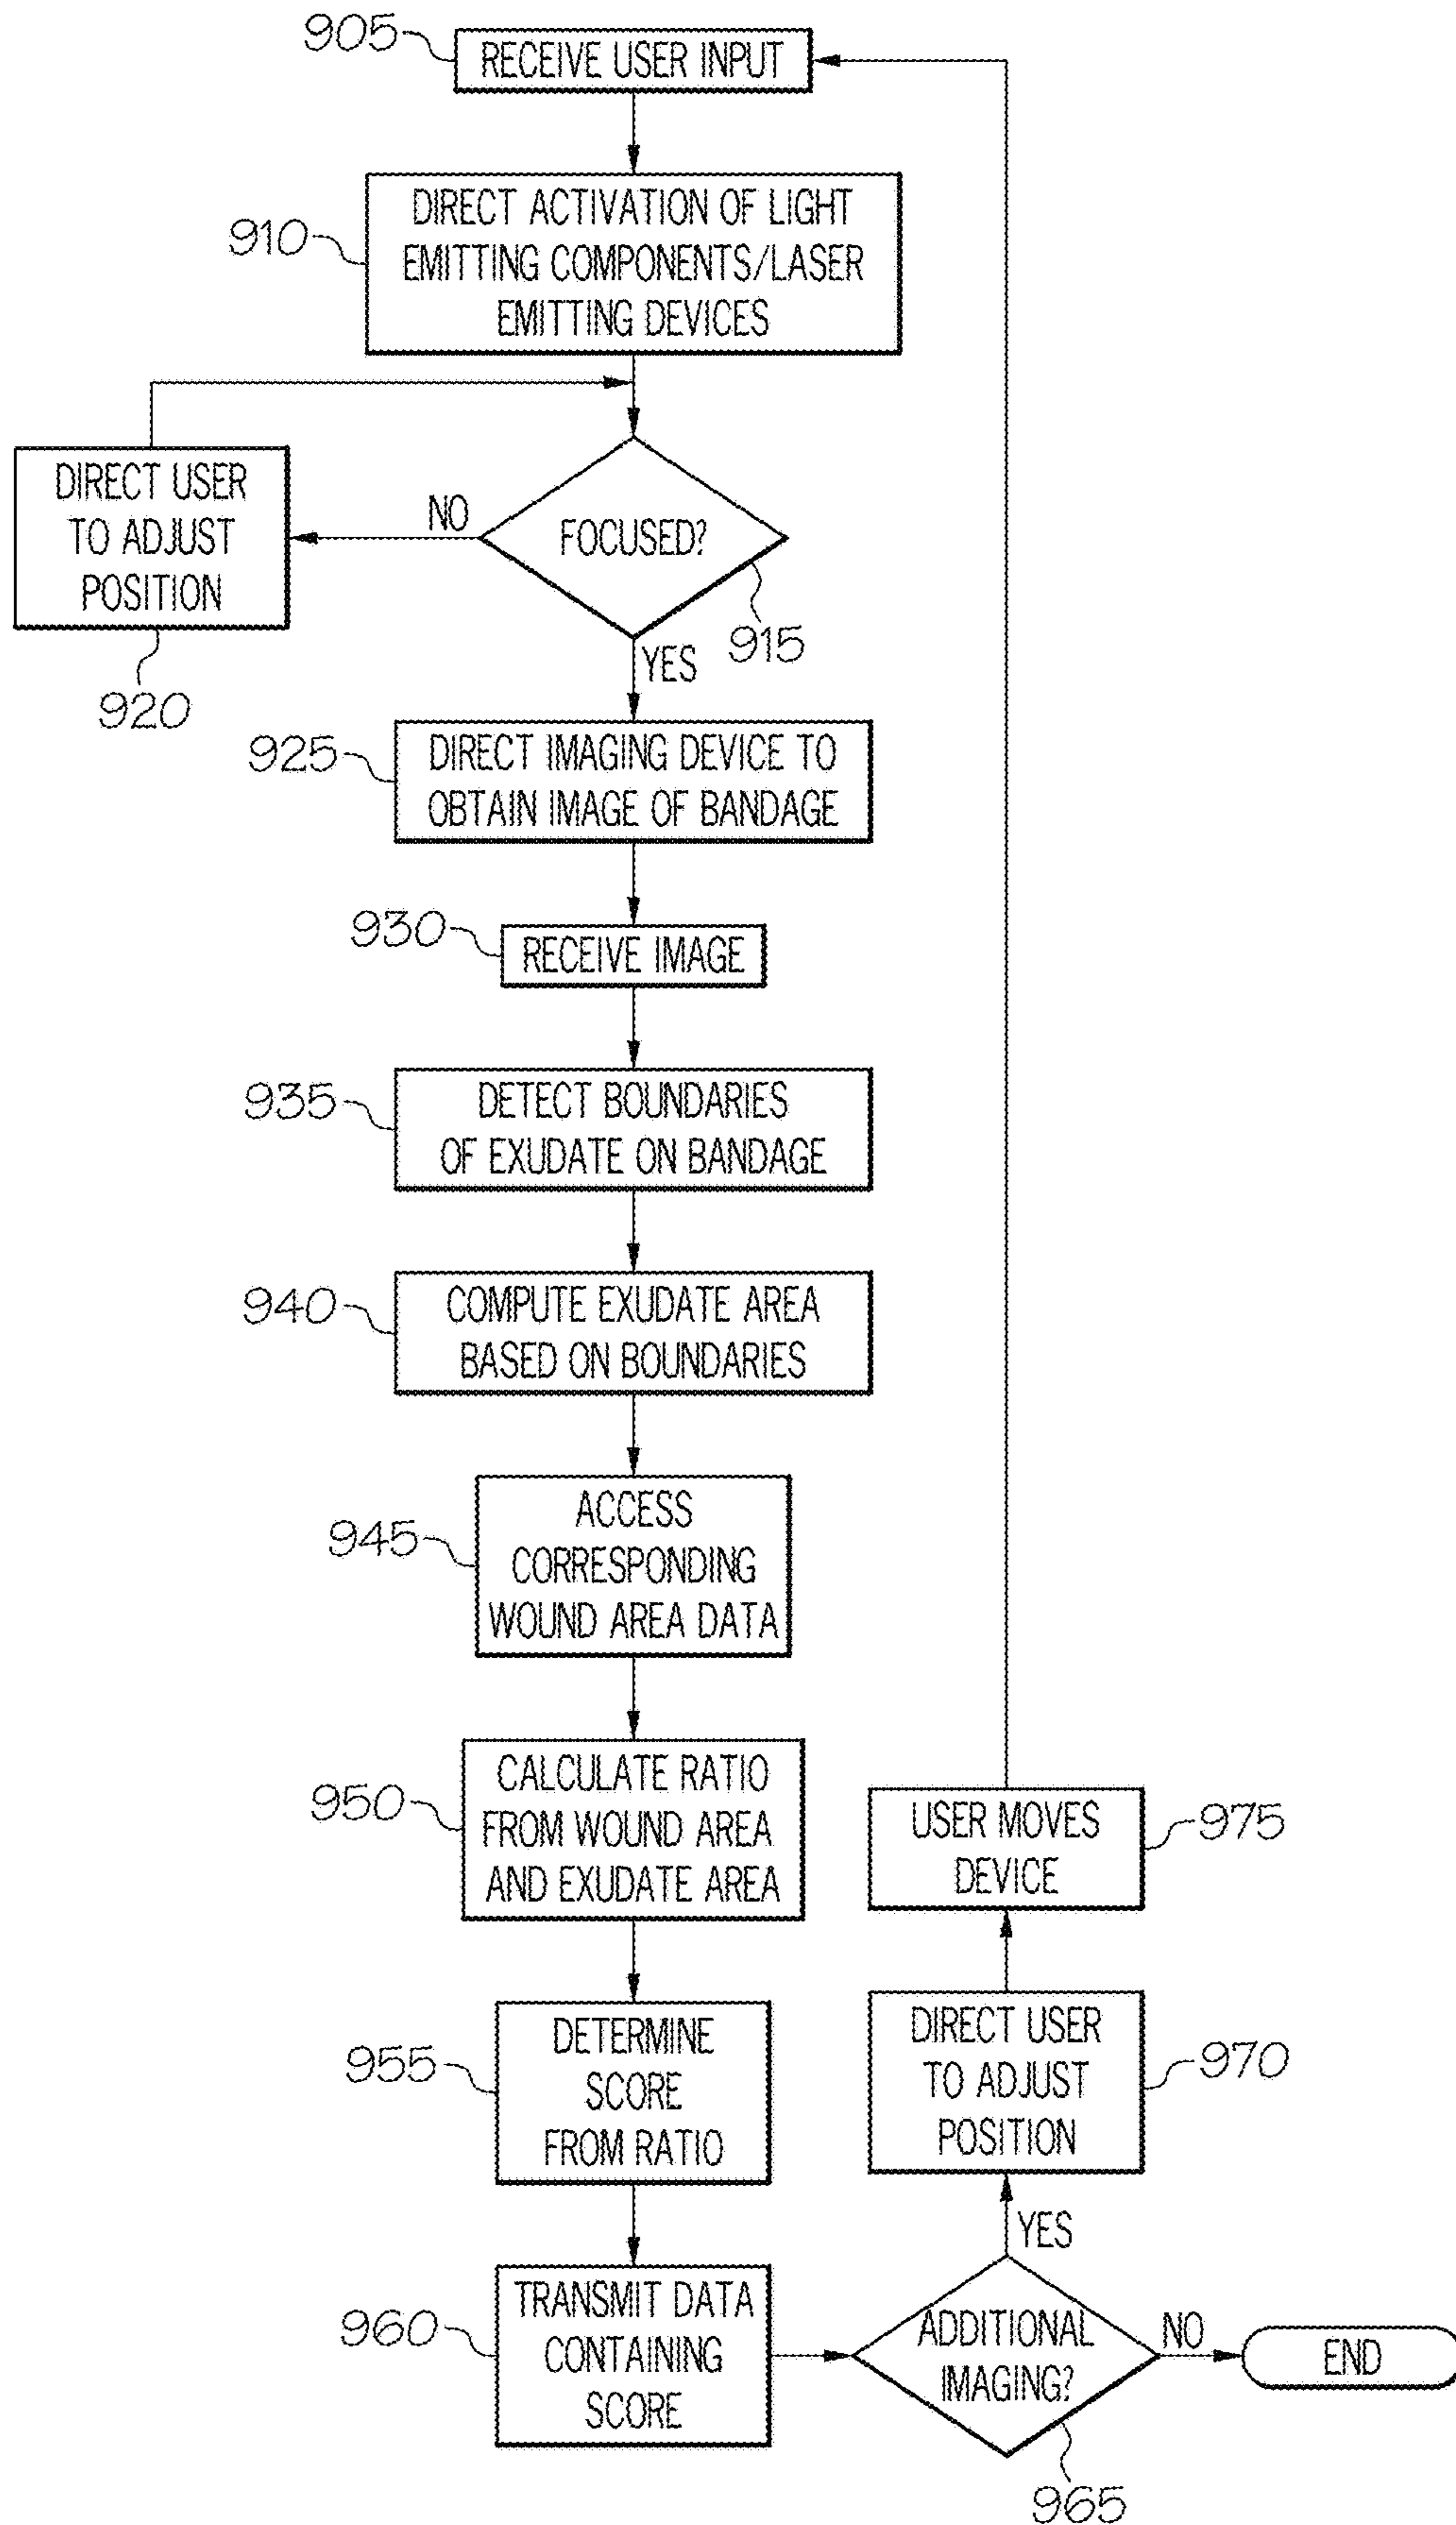 905
RECEIVE USER INPUT
910
DIRECT ACTIVATION OF LIGHT
EMITTING COMPONENTS/LASER
EMITTING DEVICES
DIRECT USER
TO ADJUST
POSITION
920
NO
FOCUSED?
915
YES
925
DIRECT IMAGING DEVICE TO
OBTAIN IMAGE OF BANDAGE
930
RECEIVE IMAGE
935
DETECT BOUNDARIES
OF EXUDATE ON BANDAGE
940
COMPUTE EXUDATE AREA
BASED ON BOUNDARIES
945
ACCESS
CORRESPONDING
WOUND AREA DATA
950
CALCULATE RATIO
FROM WOUND AREA
AND EXUDATE AREA
955
DETERMINE
SCORE
FROM RATIO
960
TRANSMIT DATA
CONTAINING
SCORE
ADDITIONAL
IMAGING?
965
NO
END
YES
DIRECT USER
TO ADJUST
POSITION
970
USER MOVES
DEVICE
975